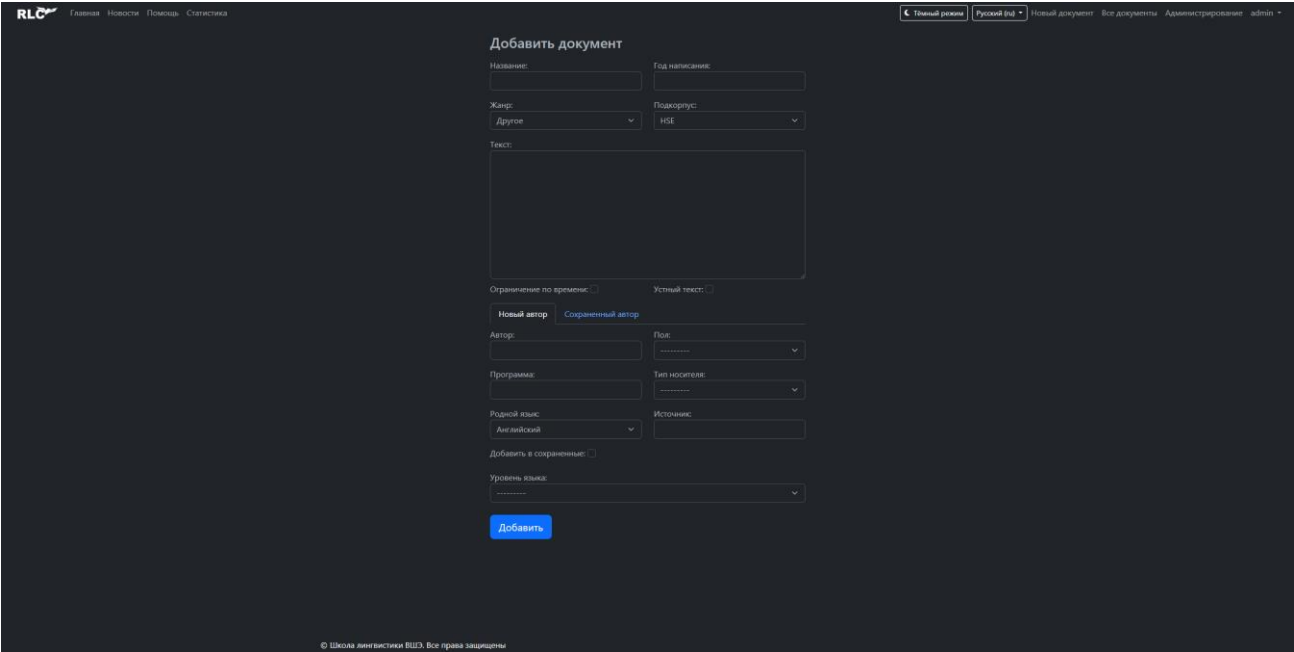 RLC Главная Новости Помощь Статистика Тёмный режим Русский (ru) Новый документ Все документы Администрирование admin
Добавить документ
Название: Год написания:
Жанр: Подкорпус:
Другое HSE
Текст:
Ограничение по времени: Устный текст:
Новый автор Сохраненный автор
Автор: Пол:
---------
Программа: Тип носителя:
---------
Родной язык: Источник:
Английский
Добавить в сохраненные:
Уровень языка:
---------
Добавить
© Школа лингвистики ВШЭ. Все права защищены